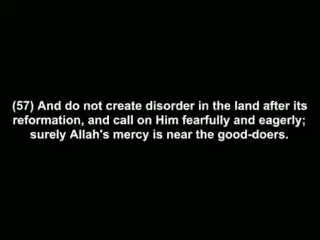 (57) And do not create disorder in the land after its
reformation, and call on Him fearfully and eagerly;
surely Allah's mercy is near the good-doers.